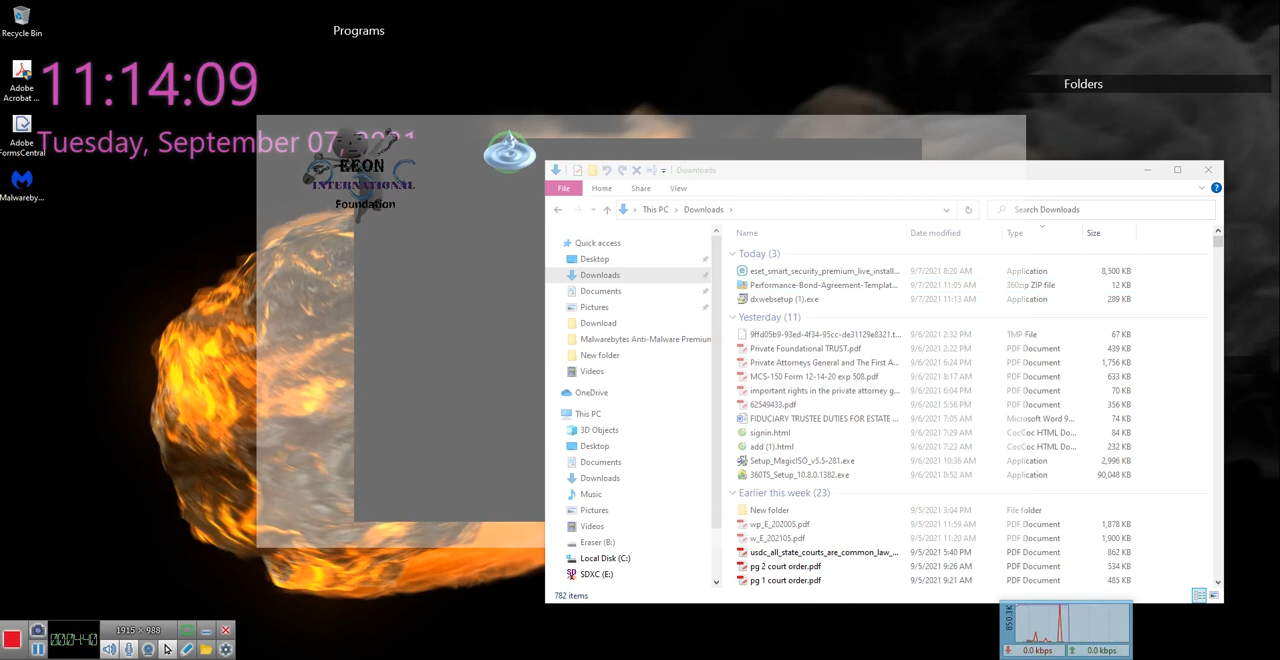 Recycle Bin
Programs
Adobe
Acrobat ...
11:14:09
Folders
Adobe
FormsCentral
Tuesday, September 07, 2021
Malwareby...
EEON
INTERNATIONAL
Foundation
Downloads
File Home Share View
This PC > Downloads >
Search Downloads
Name Date modified Type Size
Quick access
Desktop
Downloads
Documents
Pictures
Download
Malwarebytes Anti-Malware Premium
New folder
Videos
OneDrive
This PC
3D Objects
Desktop
Documents
Downloads
Music
Pictures
Videos
Eraser (B:)
Local Disk (C:)
SDXC (E:)
Today (3)
eset_smart_security_premium_live_install... 9/7/2021 8:20 AM Application 8,500 KB
Performance-Bond-Agreement-Templat... 9/7/2021 11:05 AM 360zip ZIP file 12 KB
dxwebsetup (1).exe 9/7/2021 11:13 AM Application 289 KB
Yesterday (11)
9ffd05b9-93ed-4f34-95cc-de31129e8321.t... 9/6/2021 2:32 PM TMP File 67 KB
Private Foundational TRUST.pdf 9/6/2021 2:22 PM PDF Document 439 KB
Private Attorneys General and The First A... 9/6/2021 6:24 PM PDF Document 1,756 KB
MCS-150 Form 12-14-20 exp 508.pdf 9/6/2021 8:17 AM PDF Document 633 KB
important rights in the private attorney g... 9/6/2021 6:04 PM PDF Document 70 KB
62549433.pdf 9/6/2021 5:56 PM PDF Document 356 KB
FIDUCIARY TRUSTEE DUTIES FOR ESTATE ... 9/6/2021 7:05 AM Microsoft Word 9... 74 KB
signin.html 9/6/2021 7:29 AM CocCoc HTML Do... 84 KB
add (1).html 9/6/2021 7:23 AM CocCoc HTML Do... 232 KB
Setup_MagicISO_v5.5-281.exe 9/6/2021 10:36 AM Application 2,996 KB
360TS_Setup_10.8.0.1382.exe 9/6/2021 8:52 AM Application 90,048 KB
Earlier this week (23)
New folder 9/5/2021 3:04 PM File folder
wp_E_202005.pdf 9/5/2021 11:59 AM PDF Document 1,878 KB
w_E_202105.pdf 9/5/2021 11:20 AM PDF Document 1,900 KB
usdc_all_state_courts_are_common_law_... 9/5/2021 5:40 PM PDF Document 862 KB
pg 2 court order.pdf 9/5/2021 9:26 AM PDF Document 534 KB
pg 1 court order.pdf 9/5/2021 9:21 AM PDF Document 485 KB
782 items
850.3K
0.0 kbps 0.0 kbps
1915 x 988